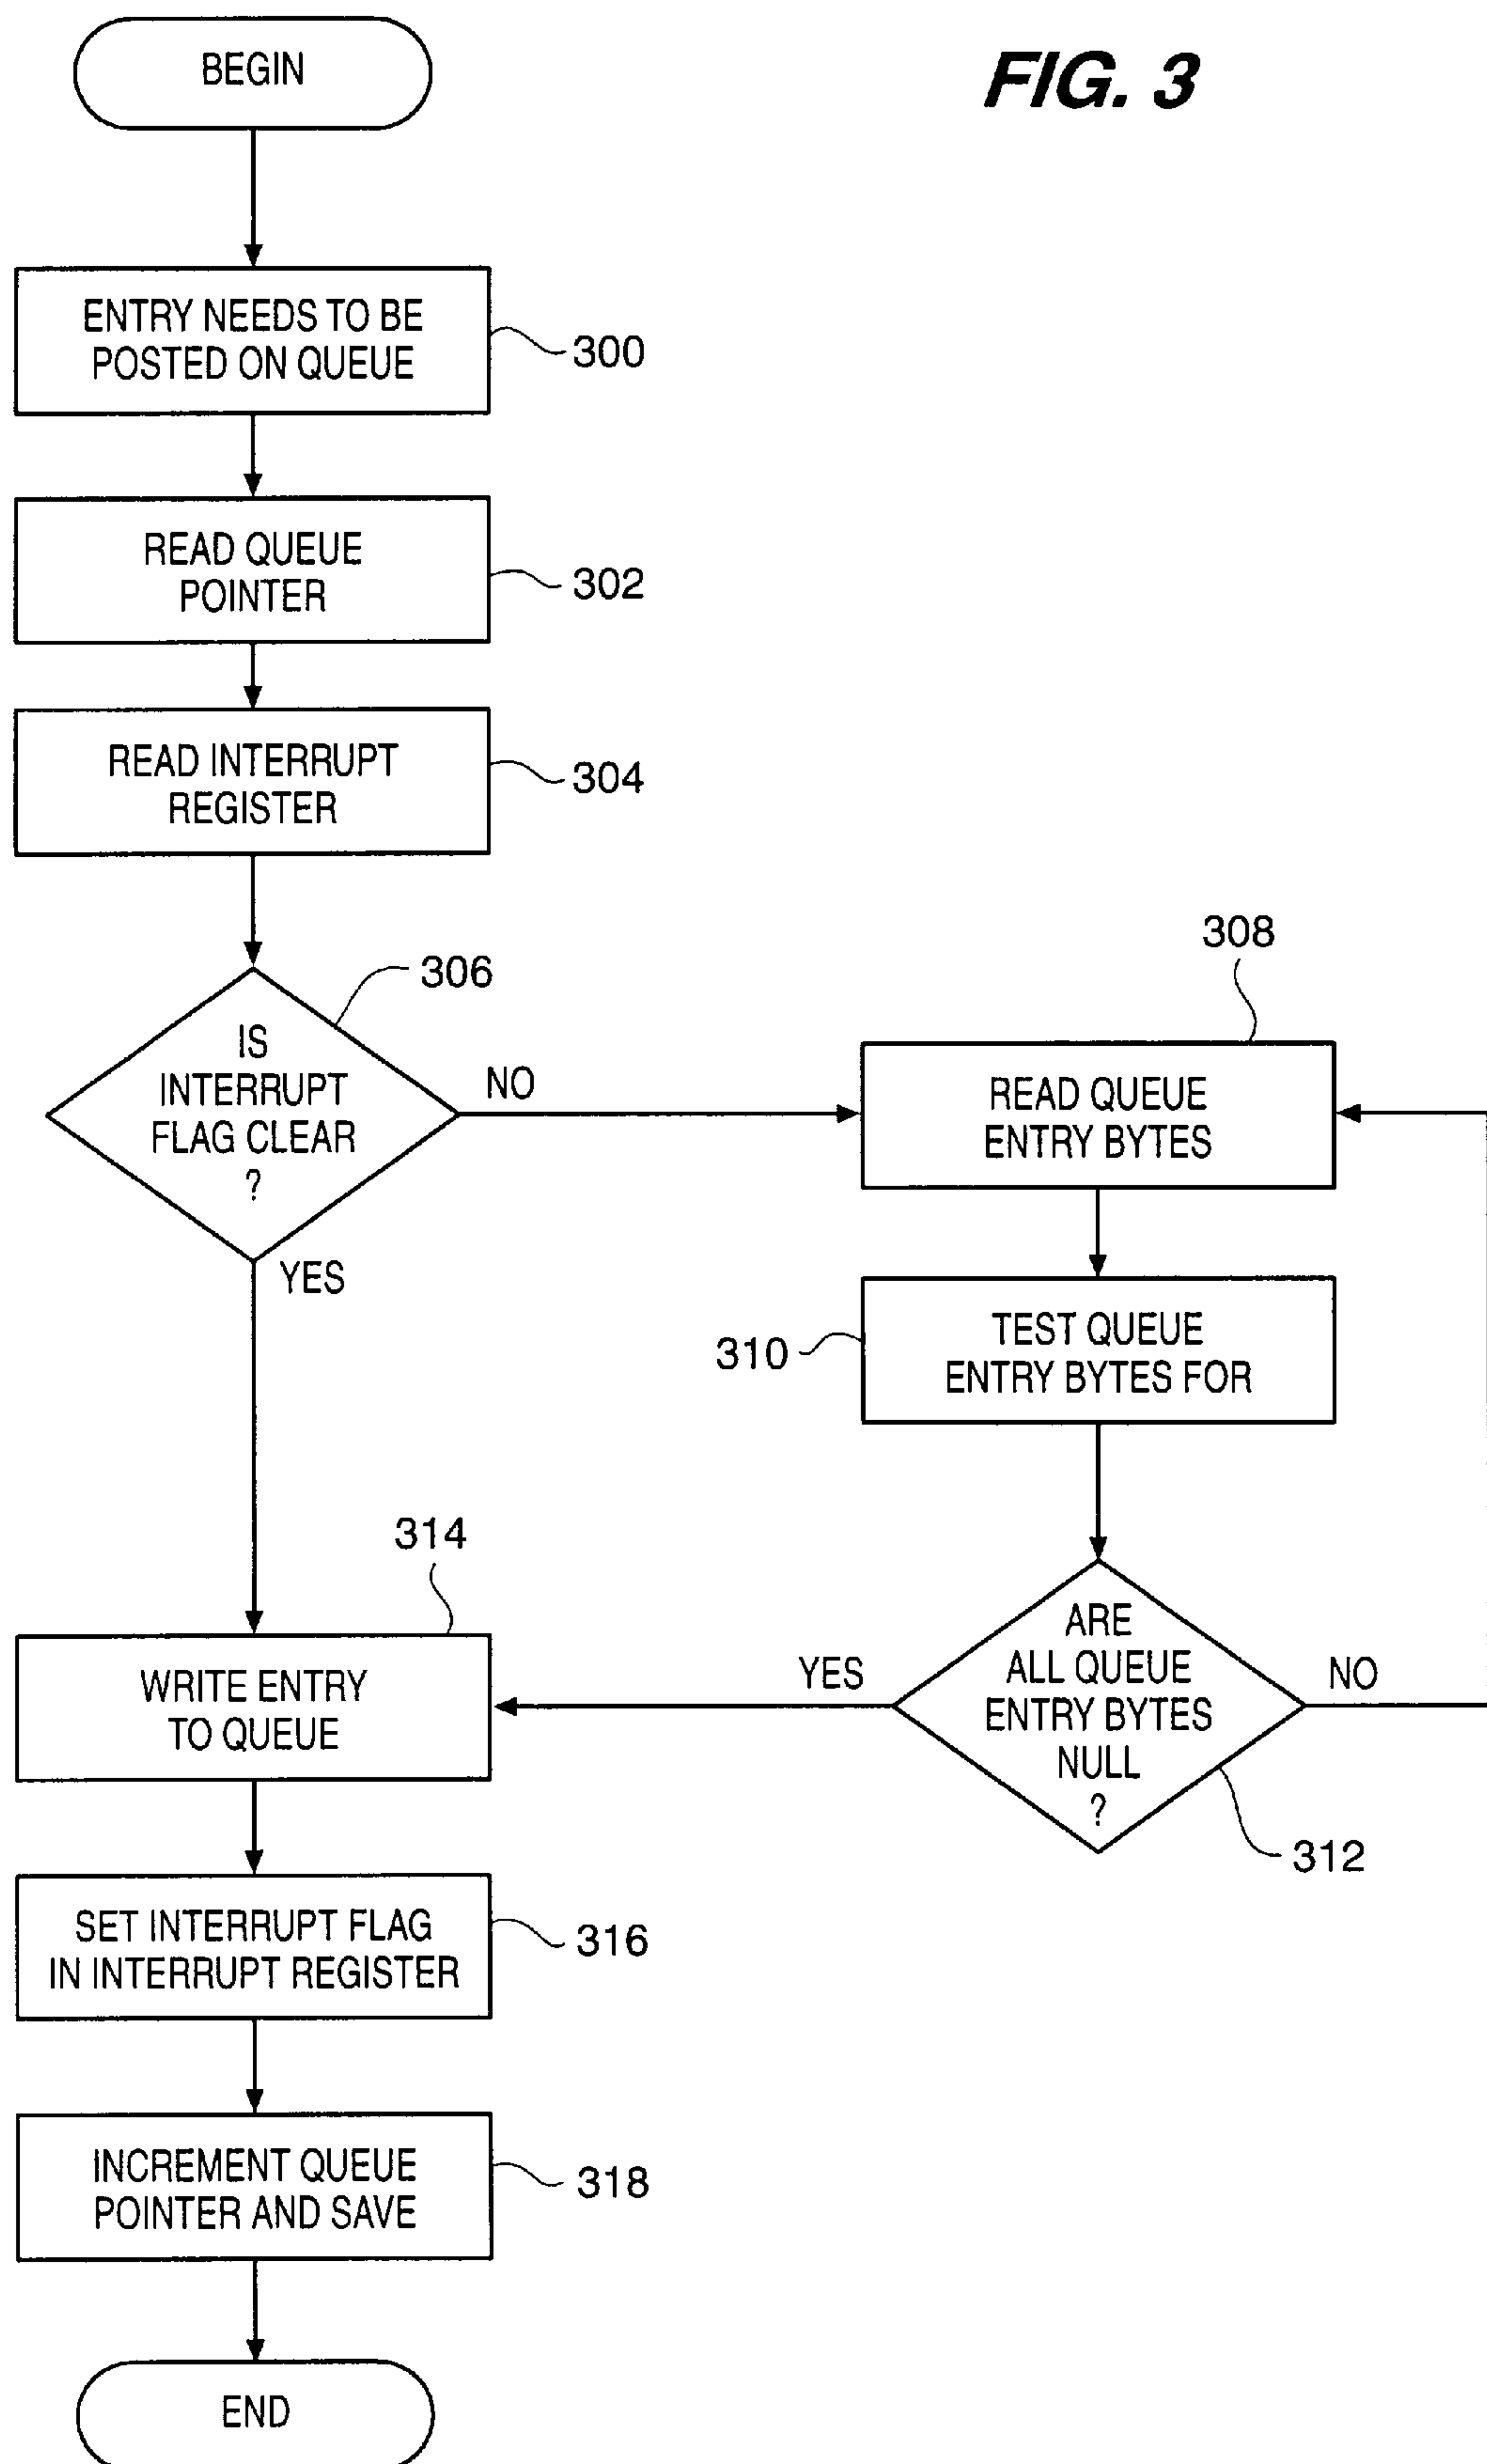 FIG. 3
BEGIN
ENTRY NEEDS TO BE
POSTED ON QUEUE
300
READ QUEUE
POINTER
302
READ INTERRUPT
REGISTER
304
306
IS
INTERRUPT
FLAG CLEAR
?
NO
YES
308
READ QUEUE
ENTRY BYTES
310
TEST QUEUE
ENTRY BYTES FOR
ARE
ALL QUEUE
ENTRY BYTES
NULL
?
YES
NO
312
314
WRITE ENTRY
TO QUEUE
SET INTERRUPT FLAG
IN INTERRUPT REGISTER
316
INCREMENT QUEUE
POINTER AND SAVE
318
END